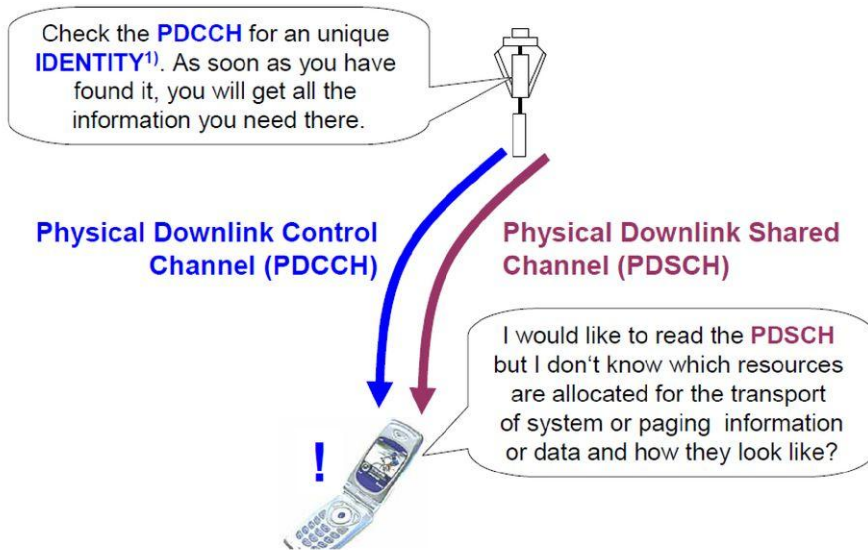 Check the PDCCH for an unique
IDENTITY¹⁾. As soon as you have
found it, you will get all the
information you need there.
Physical Downlink Control
Channel (PDCCH)
Physical Downlink Shared
Channel (PDSCH)
I would like to read the PDSCH
but I don‘t know which resources
are allocated for the transport
of system or paging information
or data and how they look like?
!